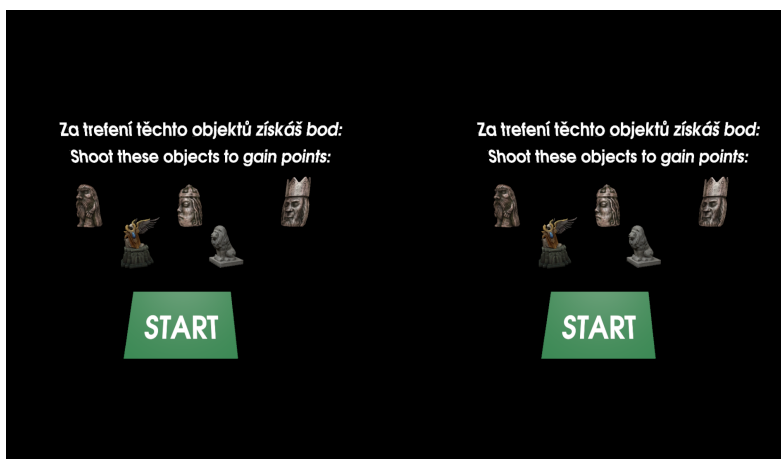 Za trefení těchto objektů získáš bod:
Shoot these objects to gain points:
START
Za trefení těchto objektů získáš bod:
Shoot these objects to gain points:
START